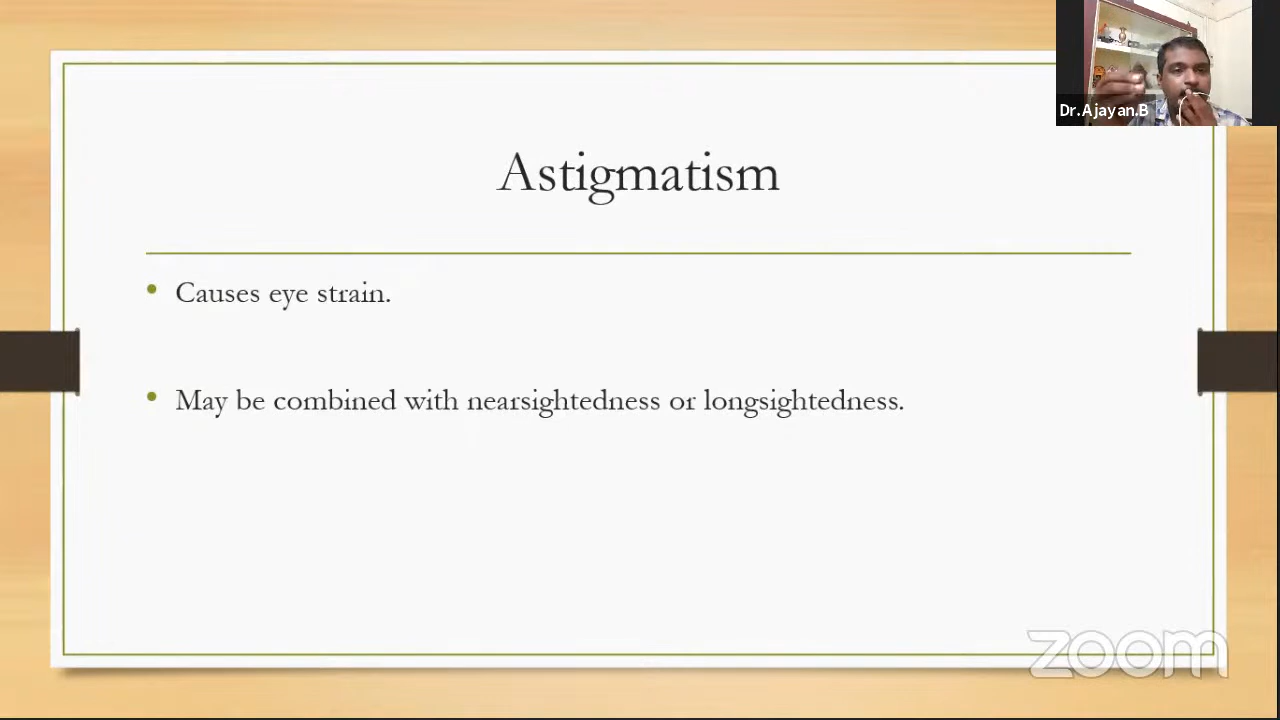 Dr.Ajayan.B
Astigmatism
• Causes eye strain.
• May be combined with nearsightedness or longsightedness.
zoom